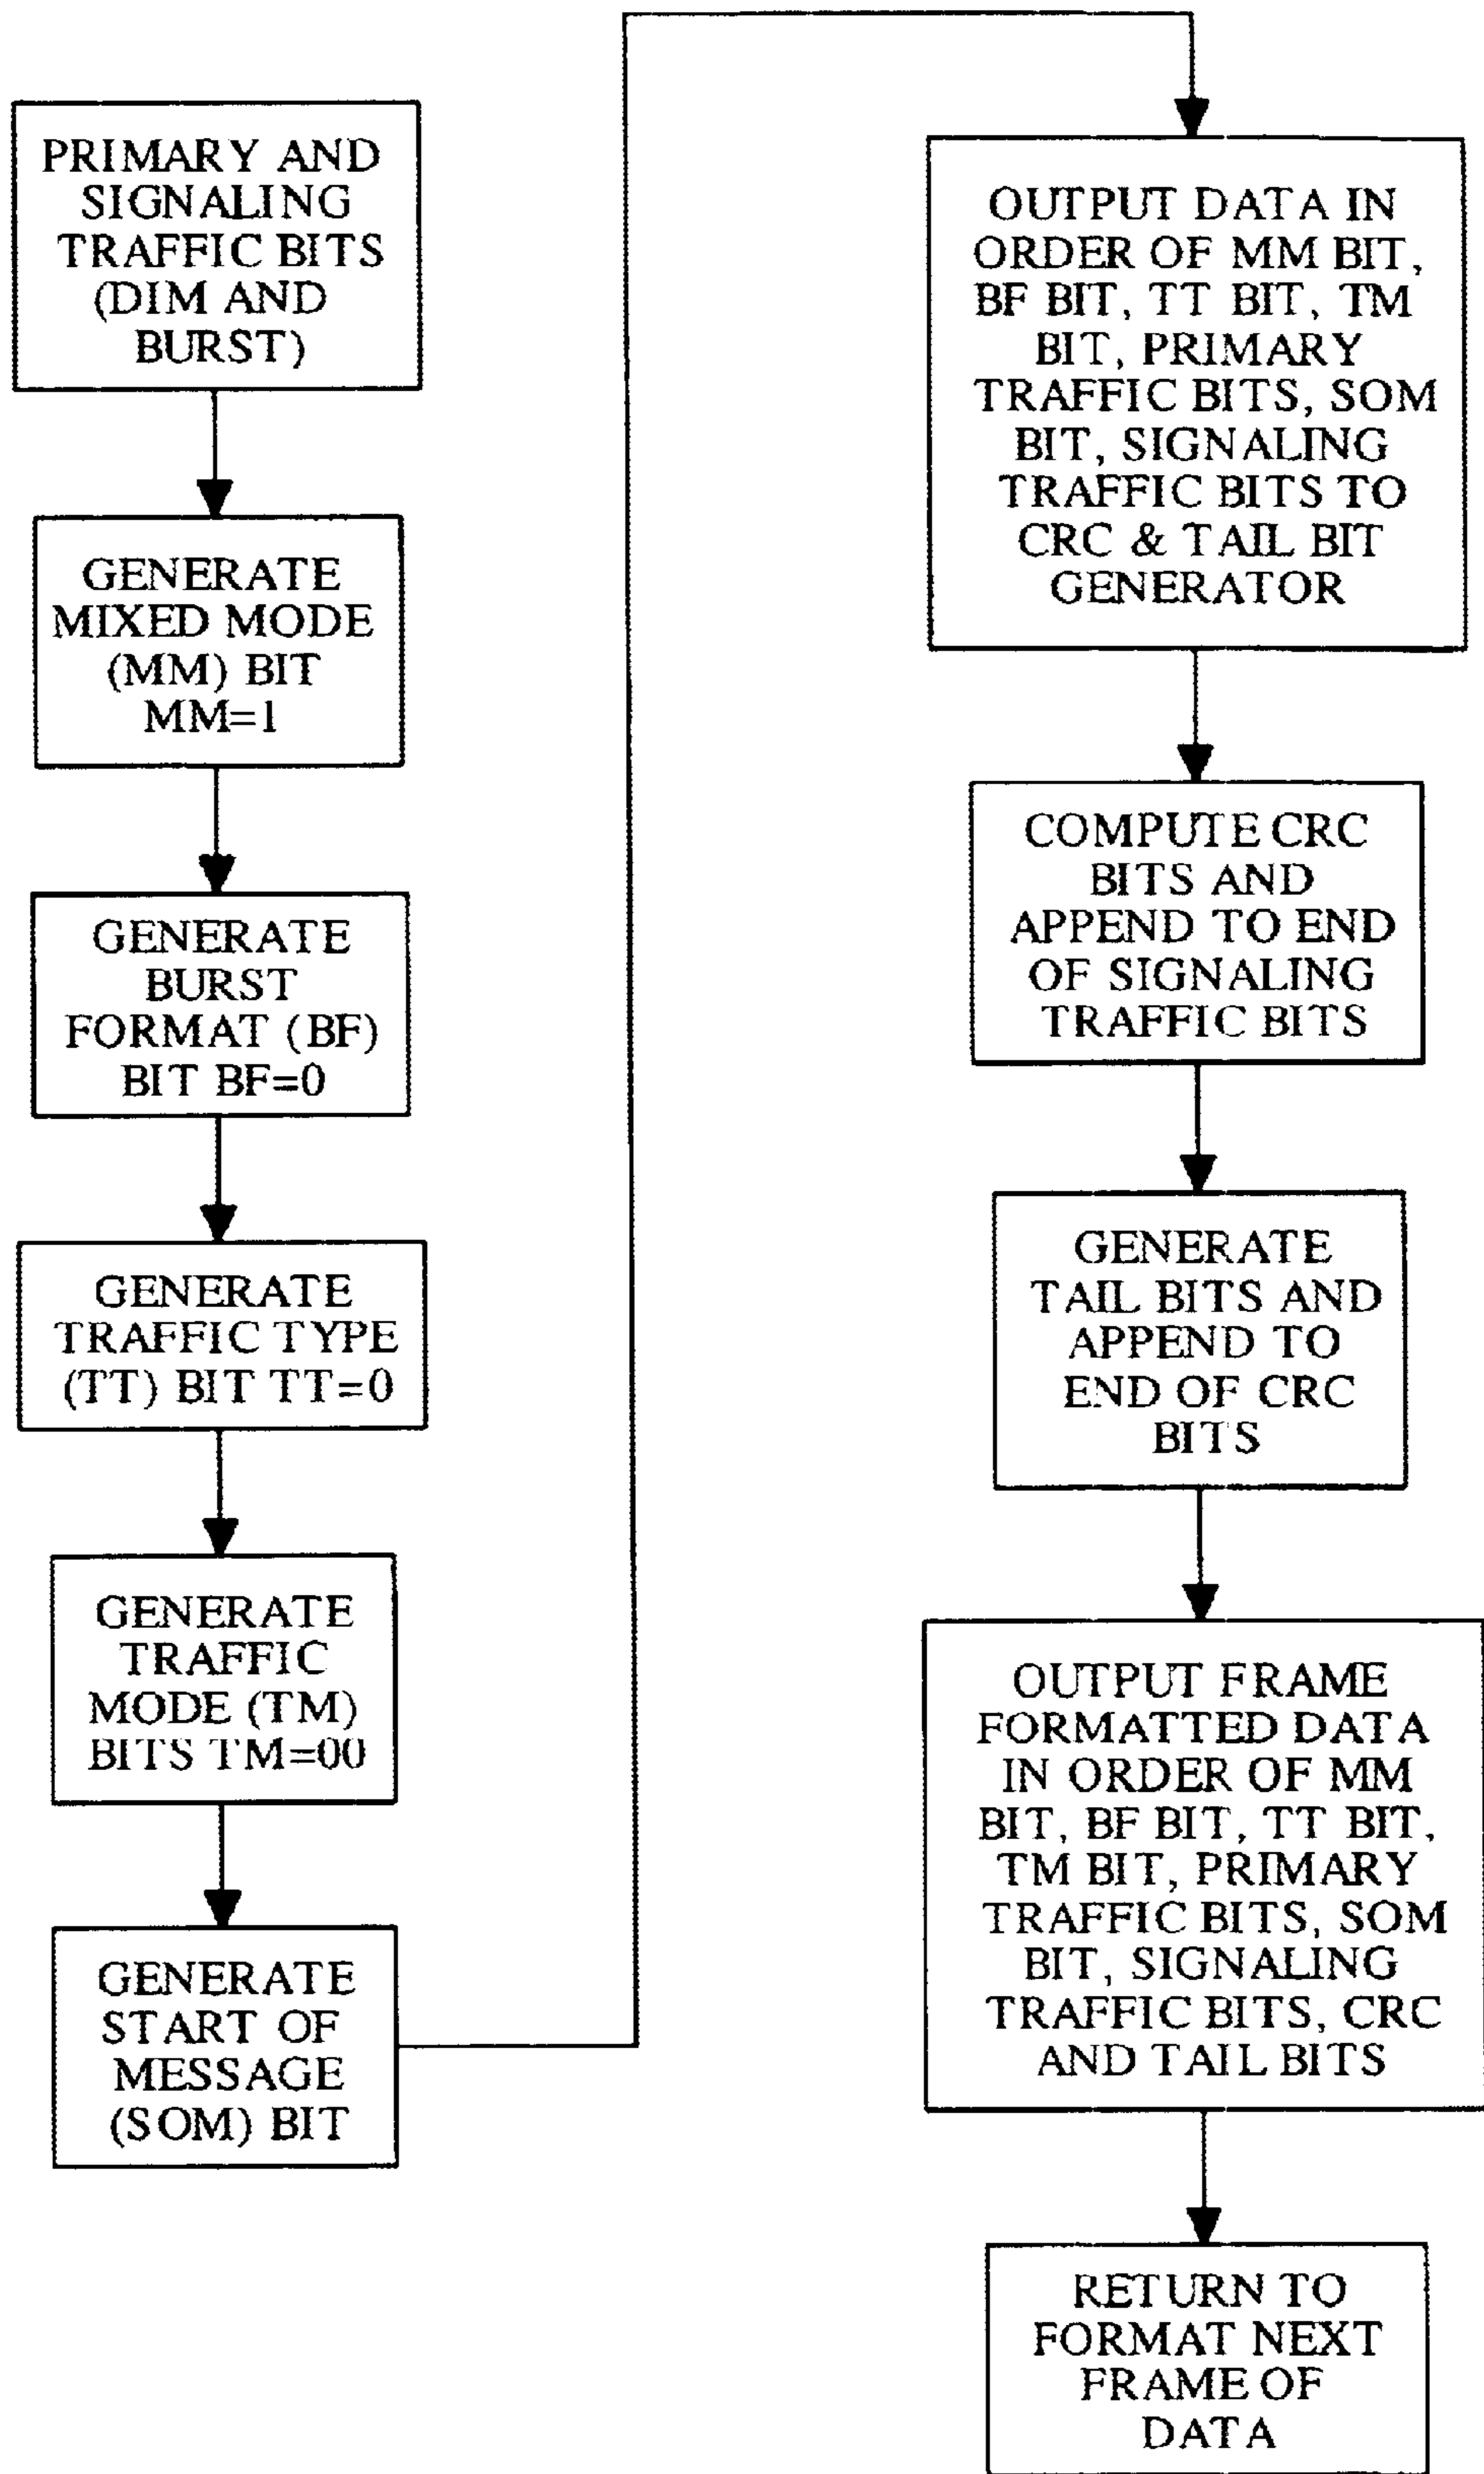 PRIMARY AND
SIGNALING
TRAFFIC BITS
(DIM AND
BURST)
GENERATE
MIXED MODE
(MM) BIT
MM=1
GENERATE
BURST
FORMAT (BF)
BIT BF=0
GENERATE
TRAFFIC TYPE
(TT) BIT TT=0
GENERATE
TRAFFIC
MODE (TM)
BITS TM=00
GENERATE
START OF
MESSAGE
(SOM) BIT
OUTPUT DATA IN
ORDER OF MM BIT,
BF BIT, TT BIT, TM
BIT, PRIMARY
TRAFFIC BITS, SOM
BIT, SIGNALING
TRAFFIC BITS TO
CRC & TAIL BIT
GENERATOR
COMPUTE CRC
BITS AND
APPEND TO END
OF SIGNALING
TRAFFIC BITS
GENERATE
TAIL BITS AND
APPEND TO
END OF CRC
BITS
OUTPUT FRAME
FORMATTED DATA
IN ORDER OF MM
BIT, BF BIT, TT BIT,
TM BIT, PRIMARY
TRAFFIC BITS, SOM
BIT, SIGNALING
TRAFFIC BITS, CRC
AND TAIL BITS
RETURN TO
FORMAT NEXT
FRAME OF
DATA